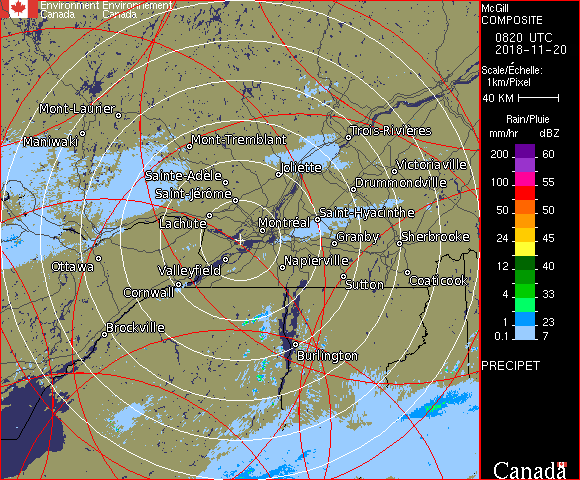 Environment Environnement
Canada Canada
McGill
COMPOSITE
0820 UTC
2018-11-20
Scale/Échelle:
1km/Pixel
40 KM
Rain/Pluie
mm/hr dBZ
200 60
100 55
50 50
24 45
12 40
4 33
1 23
0.1 7
PRECIPET
Canada
Mont-Laurier
Maniwaki
Mont-Tremblant
Trois-Rivières
Joliette
Victoriaville
Sainte-Adèle
Drummondville
Saint-Jérôme
Saint-Hyacinthe
Lachute
Montréal
Granby
Sherbrooke
Ottawa
Valleyfield
Napierville
Sutton
Coaticook
Cornwall
Brockville
Burlington